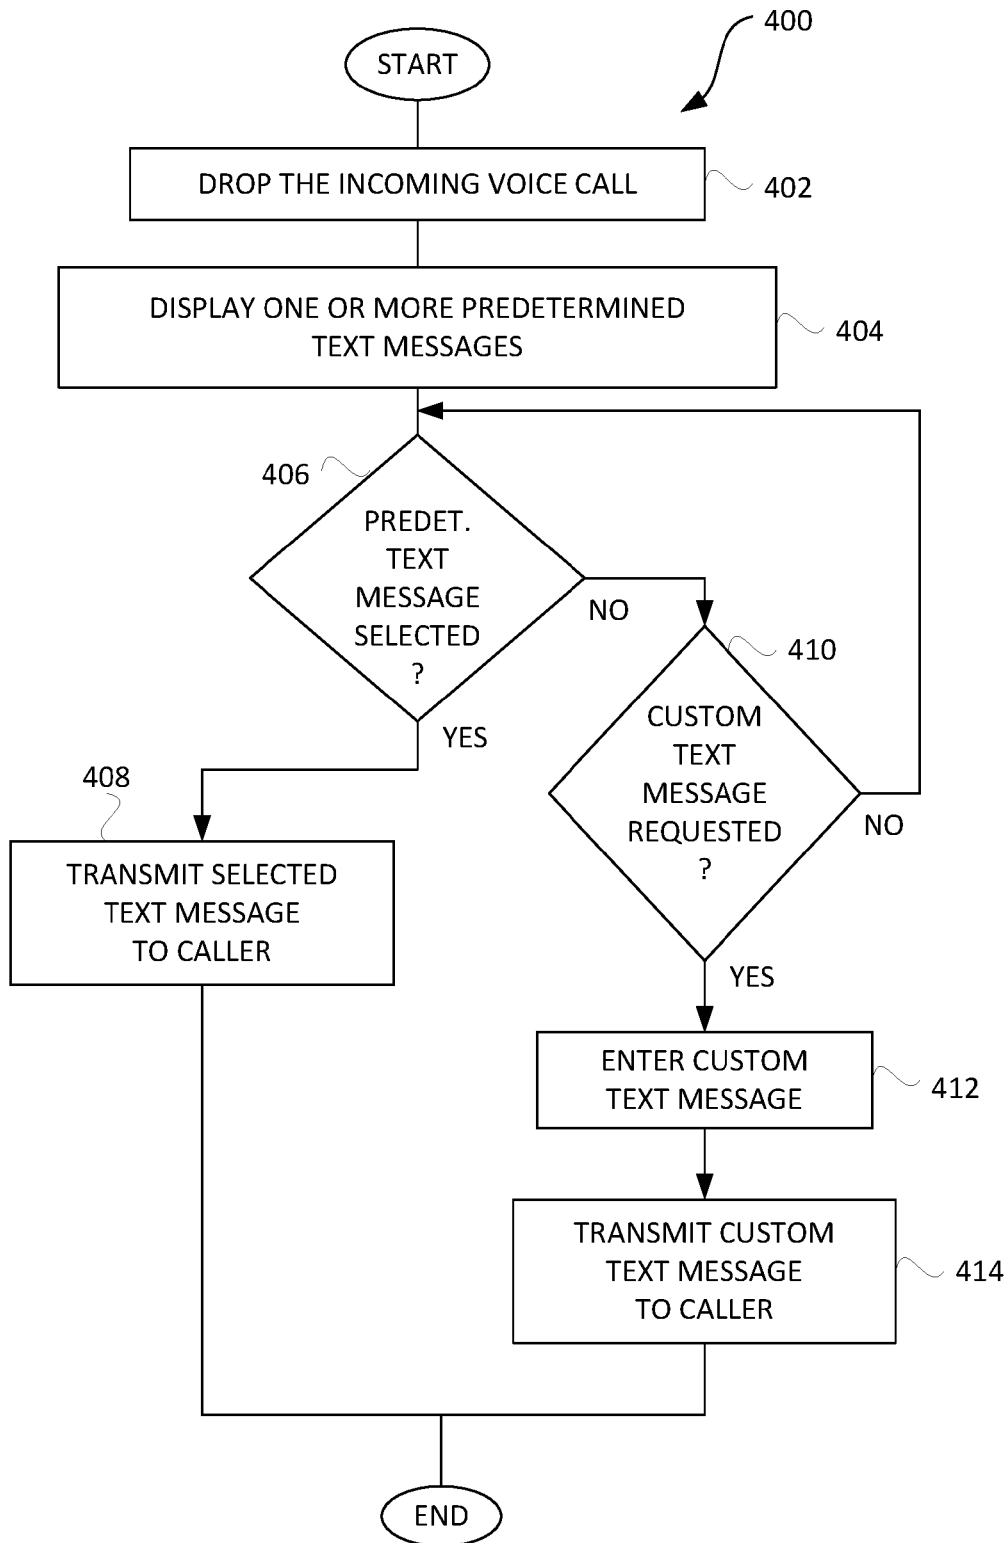 400
START
DROP THE INCOMING VOICE CALL
402
DISPLAY ONE OR MORE PREDETERMINED
TEXT MESSAGES
404
406
PREDET.
TEXT
MESSAGE
SELECTED
?
NO
YES
410
CUSTOM
TEXT
MESSAGE
REQUESTED
?
NO
YES
408
TRANSMIT SELECTED
TEXT MESSAGE
TO CALLER
ENTER CUSTOM
TEXT MESSAGE
412
TRANSMIT CUSTOM
TEXT MESSAGE
TO CALLER
414
END